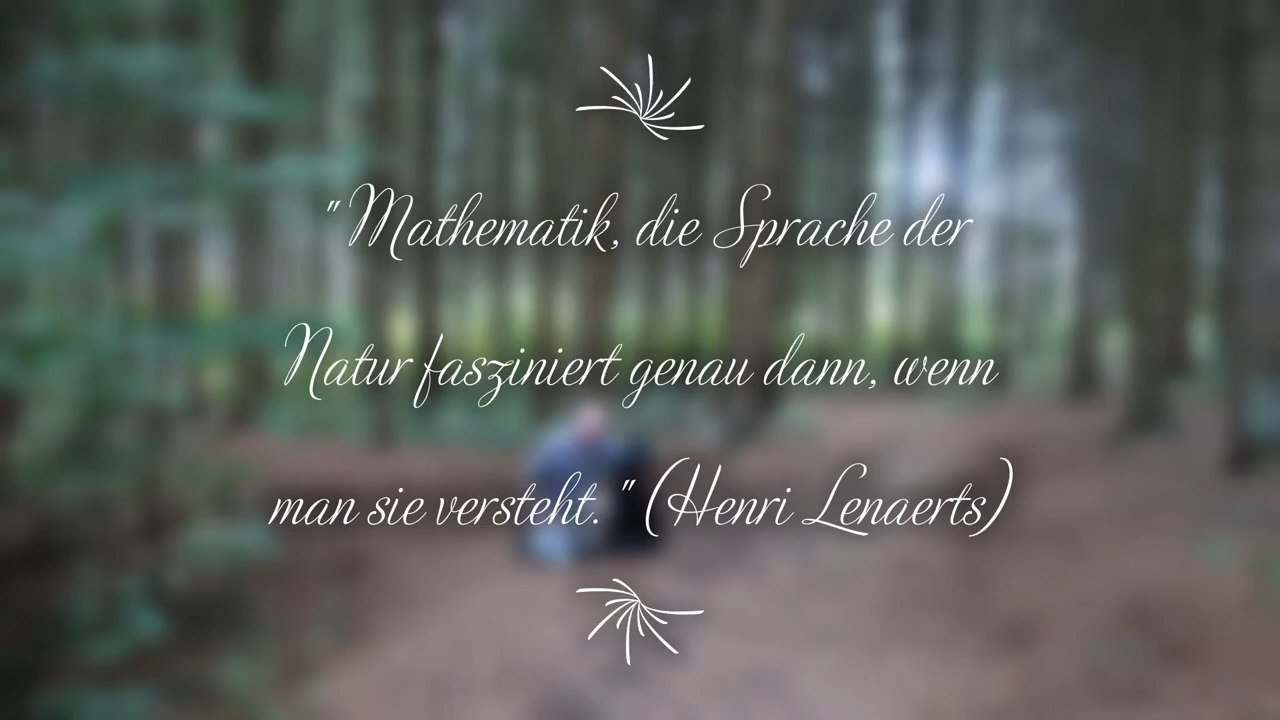 "Mathematik, die Sprache der
Natur fasziniert genau dann, wenn
man sie versteht." (Henri Lenaerts)